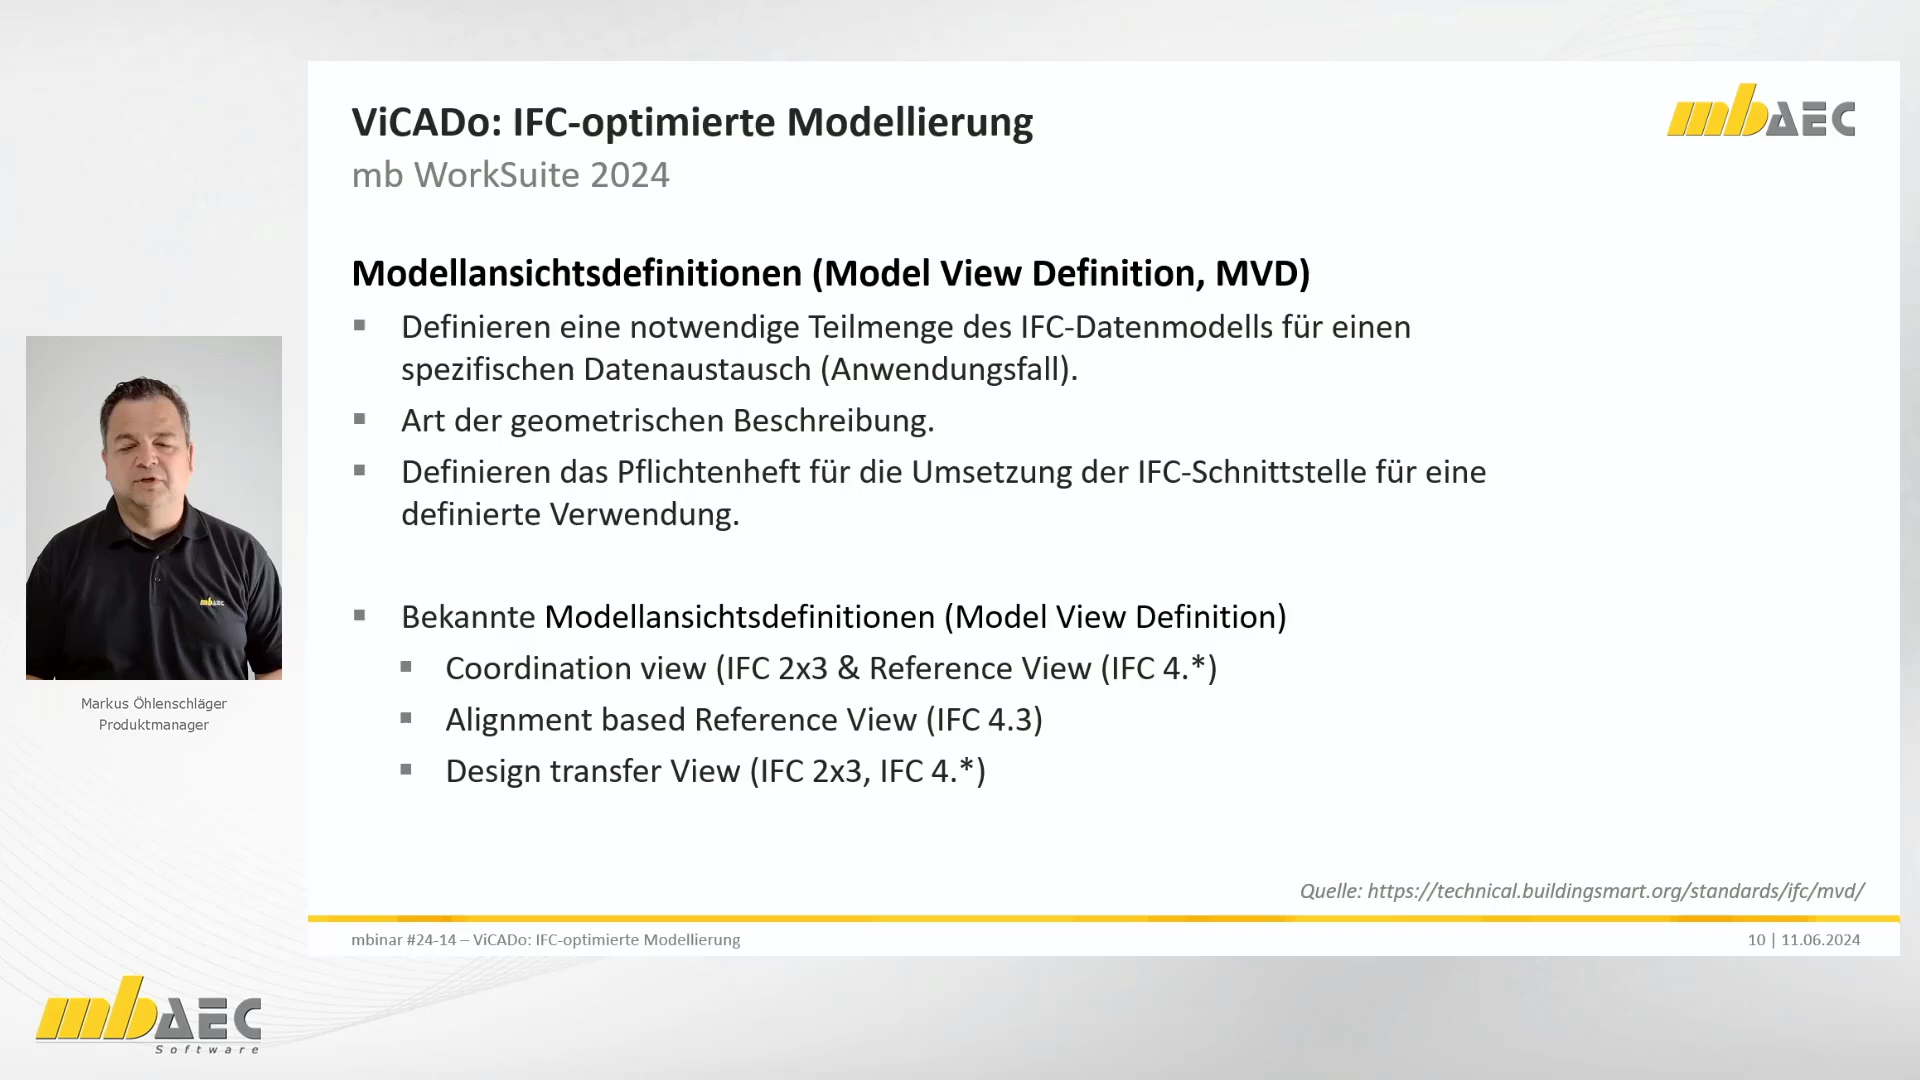 ViCADo: IFC-optimierte Modellierung
mb WorkSuite 2024
mbAEC
Modellansichtsdefinitionen (Model View Definition, MVD)
Definieren eine notwendige Teilmenge des IFC-Datenmodells für einen
spezifischen Datenaustausch (Anwendungsfall).
Art der geometrischen Beschreibung.
Definieren das Pflichtenheft für die Umsetzung der IFC-Schnittstelle für eine
definierte Verwendung.
Bekannte Modellansichtsdefinitionen (Model View Definition)
Coordination view (IFC 2x3 & Reference View (IFC 4.*)
Alignment based Reference View (IFC 4.3)
Design transfer View (IFC 2x3, IFC 4.*)
Quelle: https://technical.buildingsmart.org/standards/ifc/mvd/
mbinar #24-14 – ViCADo: IFC-optimierte Modellierung
10 | 11.06.2024
mbAEC
Markus Öhlenschläger
Produktmanager
mbAEC
Software